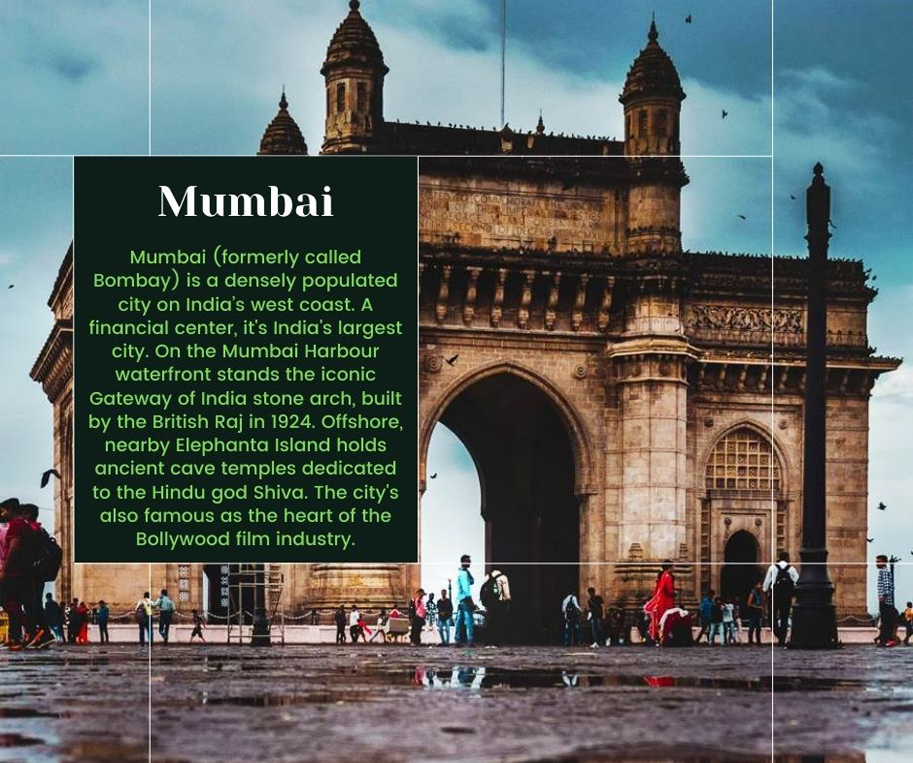 Mumbai
Mumbai (formerly called
Bombay) is a densely populated
city on India's west coast. A
financial center, it's India's largest
city. On the Mumbai Harbour
waterfront stands the iconic
Gateway of India stone arch, built
by the British Raj in 1924. Offshore,
nearby Elephanta Island holds
ancient cave temples dedicated
to the Hindu god Shiva. The city's
also famous as the heart of the
Bollywood film industry.